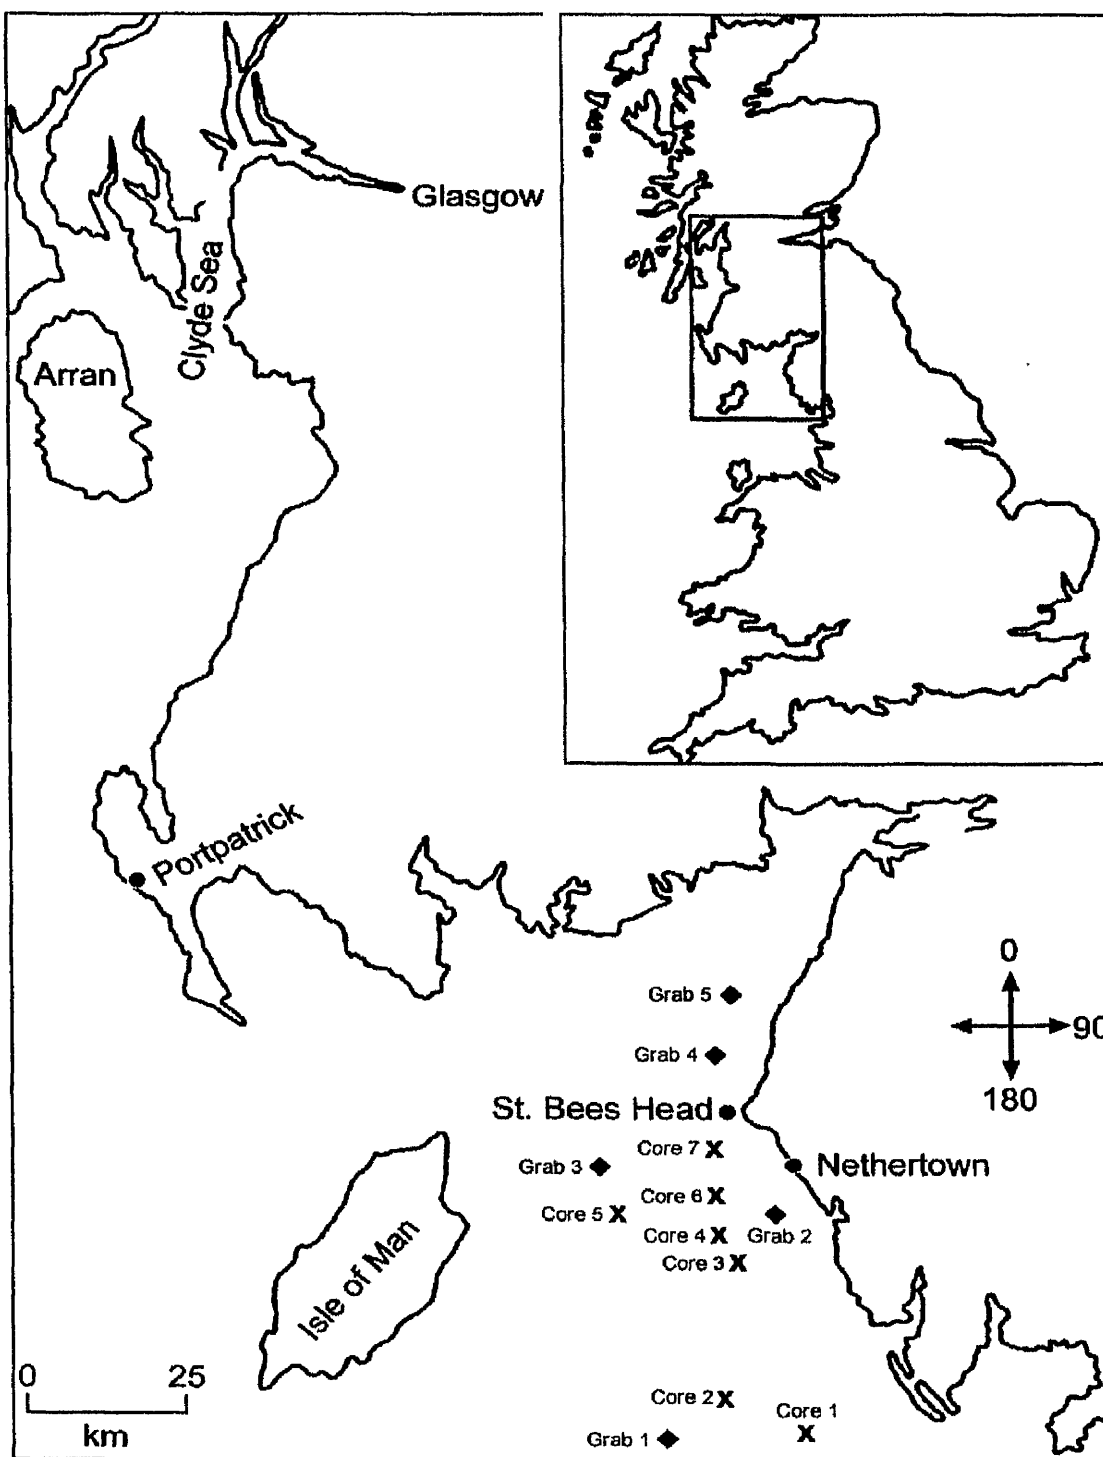 Glasgow
Clyde Sea
Arran
Portpatrick
0
90
180
Grab 5
Grab 4
St. Bees Head
Core 7
Grab 3
Nethertown
Core 6
Core 5
Core 4
Grab 2
Core 3
Isle of Man
0 25
km
Core 2
Core 1
Grab 1